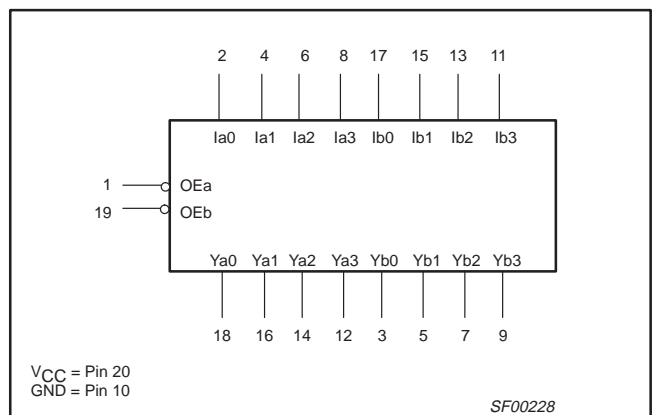 2 4 6 8 17 15 13 11
Ia0 Ia1 Ia2 Ia3 Ib0 Ib1 Ib2 Ib3
1 OEa
19 OEb
Ya0 Ya1 Ya2 Ya3 Yb0 Yb1 Yb2 Yb3
18 16 14 12 3 5 7 9
VCC = Pin 20
GND = Pin 10
SF00228